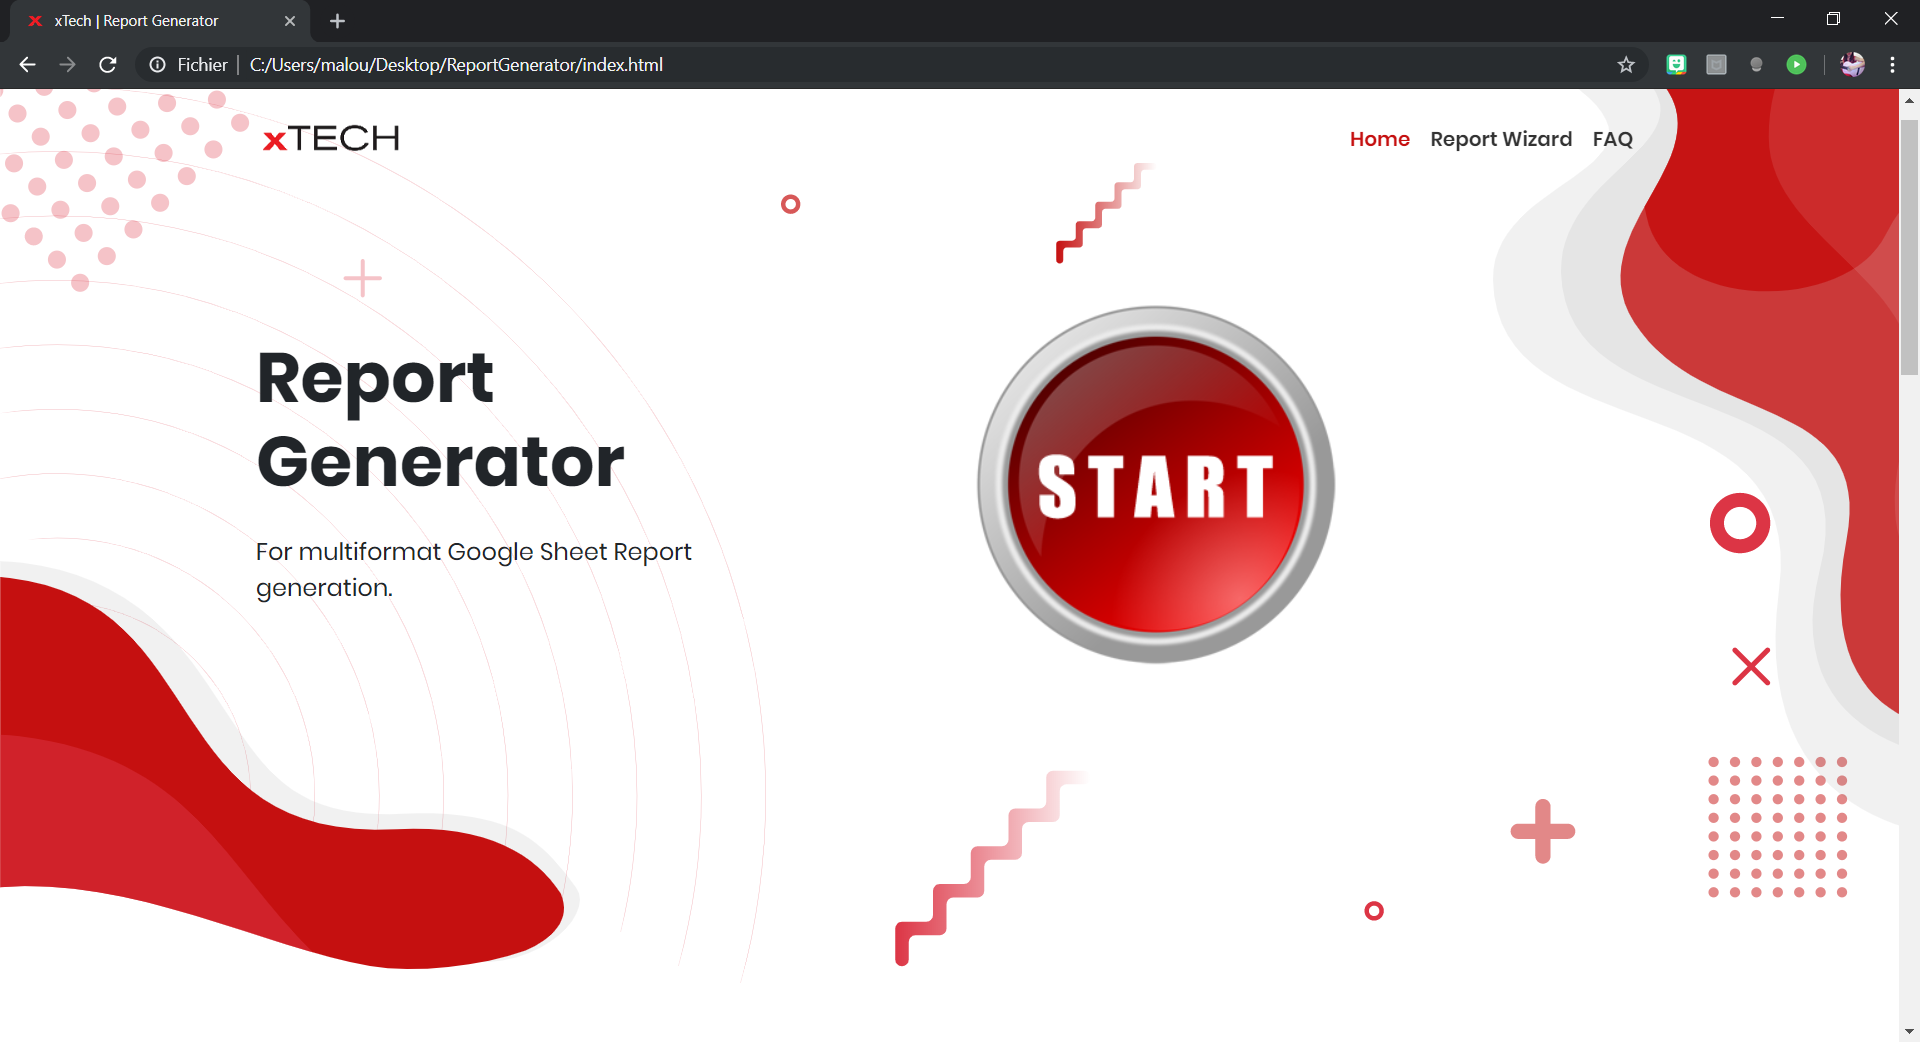 xTech | Report Generator
Fichier | C:/Users/malou/Desktop/ReportGenerator/index.html
xTECH
Home Report Wizard FAQ
Report
Generator
START
For multiformat Google Sheet Report
generation.